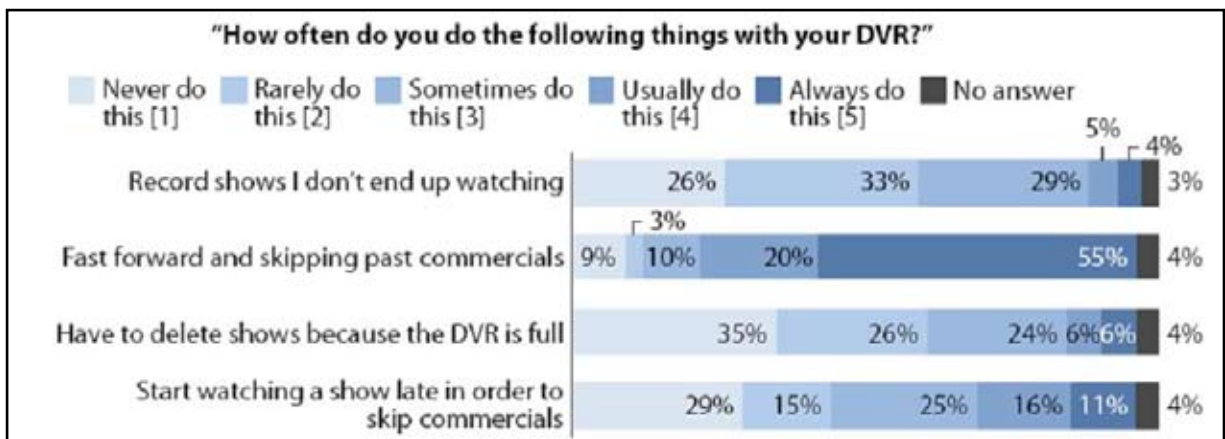 "How often do you do the following things with your DVR?"
Never do this [1]
Rarely do this [2]
Sometimes do this [3]
Usually do this [4]
Always do this [5]
No answer
5%
4%
Record shows I don't end up watching 26% 33% 29% 3%
3%
Fast forward and skipping past commercials 9% 10% 20% 55% 4%
Have to delete shows because the DVR is full 35% 26% 24% 6% 6% 4%
Start watching a show late in order to
skip commercials 29% 15% 25% 16% 11% 4%